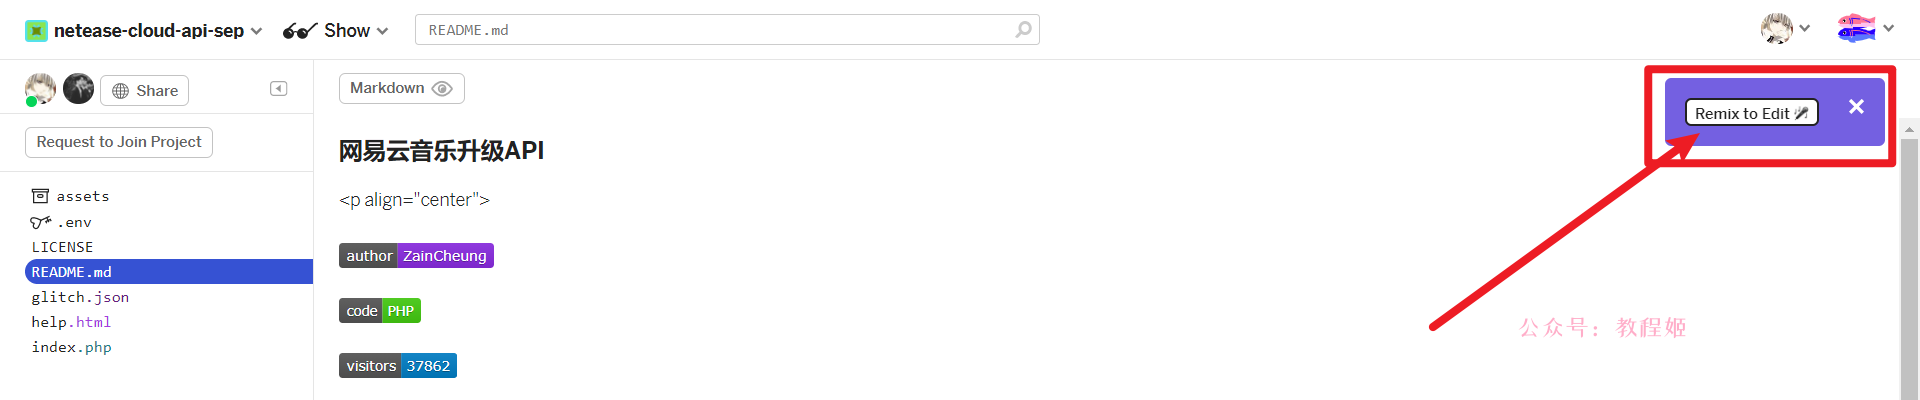 netease-cloud-api-sep
Show
README.md
Share
Markdown
Remix to Edit
Request to Join Project
网易云音乐升级API
assets
<p align="center">
.env
LICENSE
author ZainCheung
README.md
glitch.json
code PHP
help.html
公众号：教程姬
index.php
visitors 37862